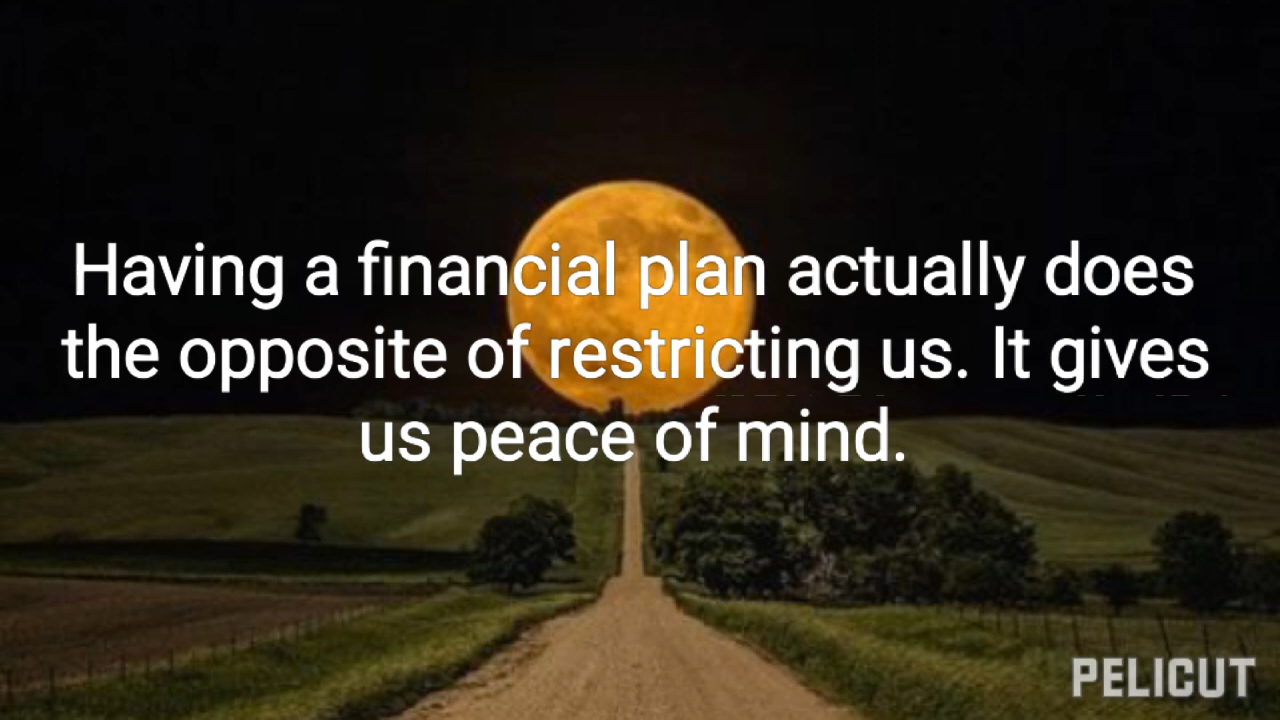 Having a financial plan actually does
the opposite of restricting us. It gives
us peace of mind.
PELICUT